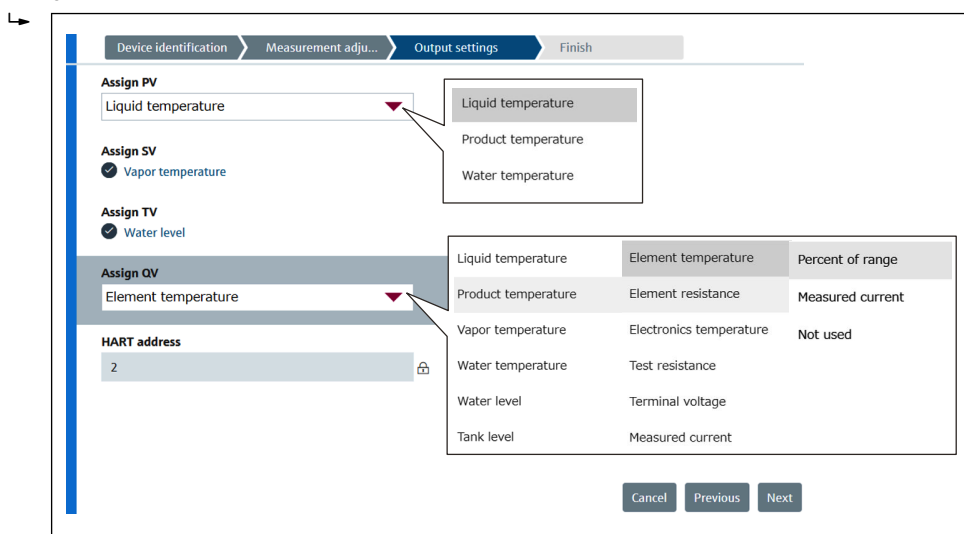 Device identification
Measurement adju...
Output settings
Finish
Assign PV
Liquid temperature
Liquid temperature
Product temperature
Water temperature
Assign SV
Vapor temperature
Assign TV
Water level
Assign QV
Element temperature
Liquid temperature
Product temperature
Vapor temperature
Water temperature
Water level
Tank level
Element temperature
Element resistance
Electronics temperature
Test resistance
Terminal voltage
Measured current
Percent of range
Measured current
Not used
HART address
2
Cancel
Previous
Next